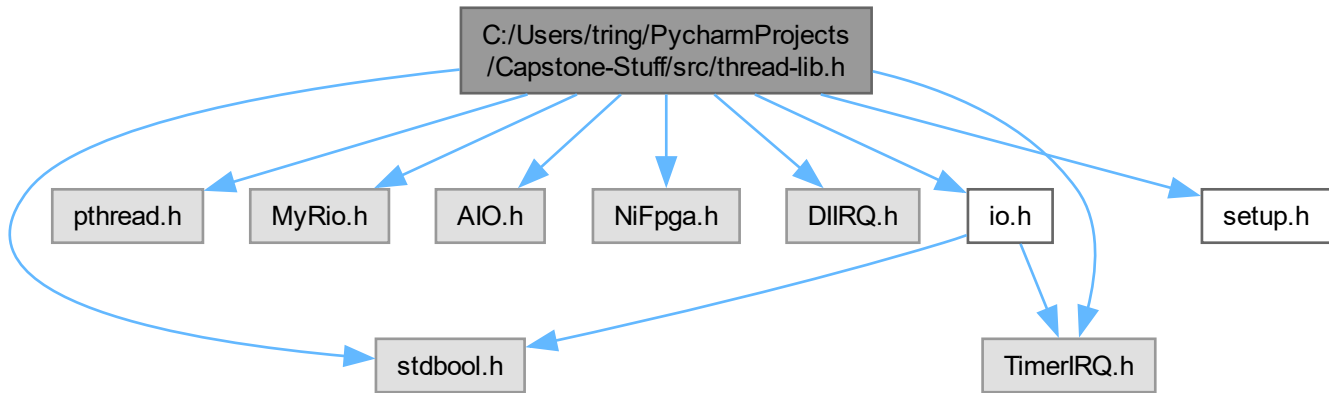 C:/Users/tring/PycharmProjects
/Capstone-Stuff/src/thread-lib.h
pthread.h
MyRio.h
AIO.h
NiFpga.h
DIIRQ.h
io.h
setup.h
stdbool.h
TimerIRQ.h